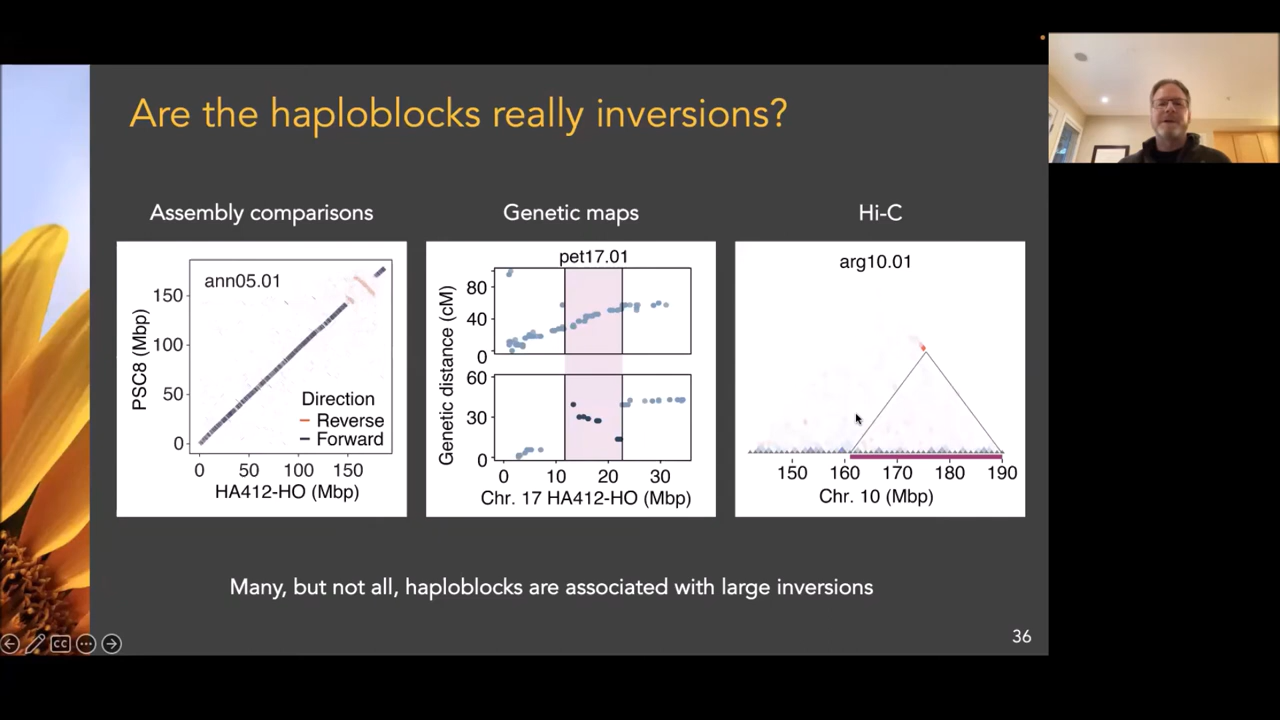 Are the haploblocks really inversions?
Assembly comparisons
Genetic maps
Hi-C
ann05.01
150
100
50
0
PSC8 (Mbp)
Direction
Reverse
Forward
0 50 100 150
HA412-HO (Mbp)
pet17.01
80
40
0
60
30
0
Genetic distance (cM)
0 10 20 30
Chr. 17 HA412-HO (Mbp)
arg10.01
150 160 170 180 190
Chr. 10 (Mbp)
Many, but not all, haploblocks are associated with large inversions
36
CC